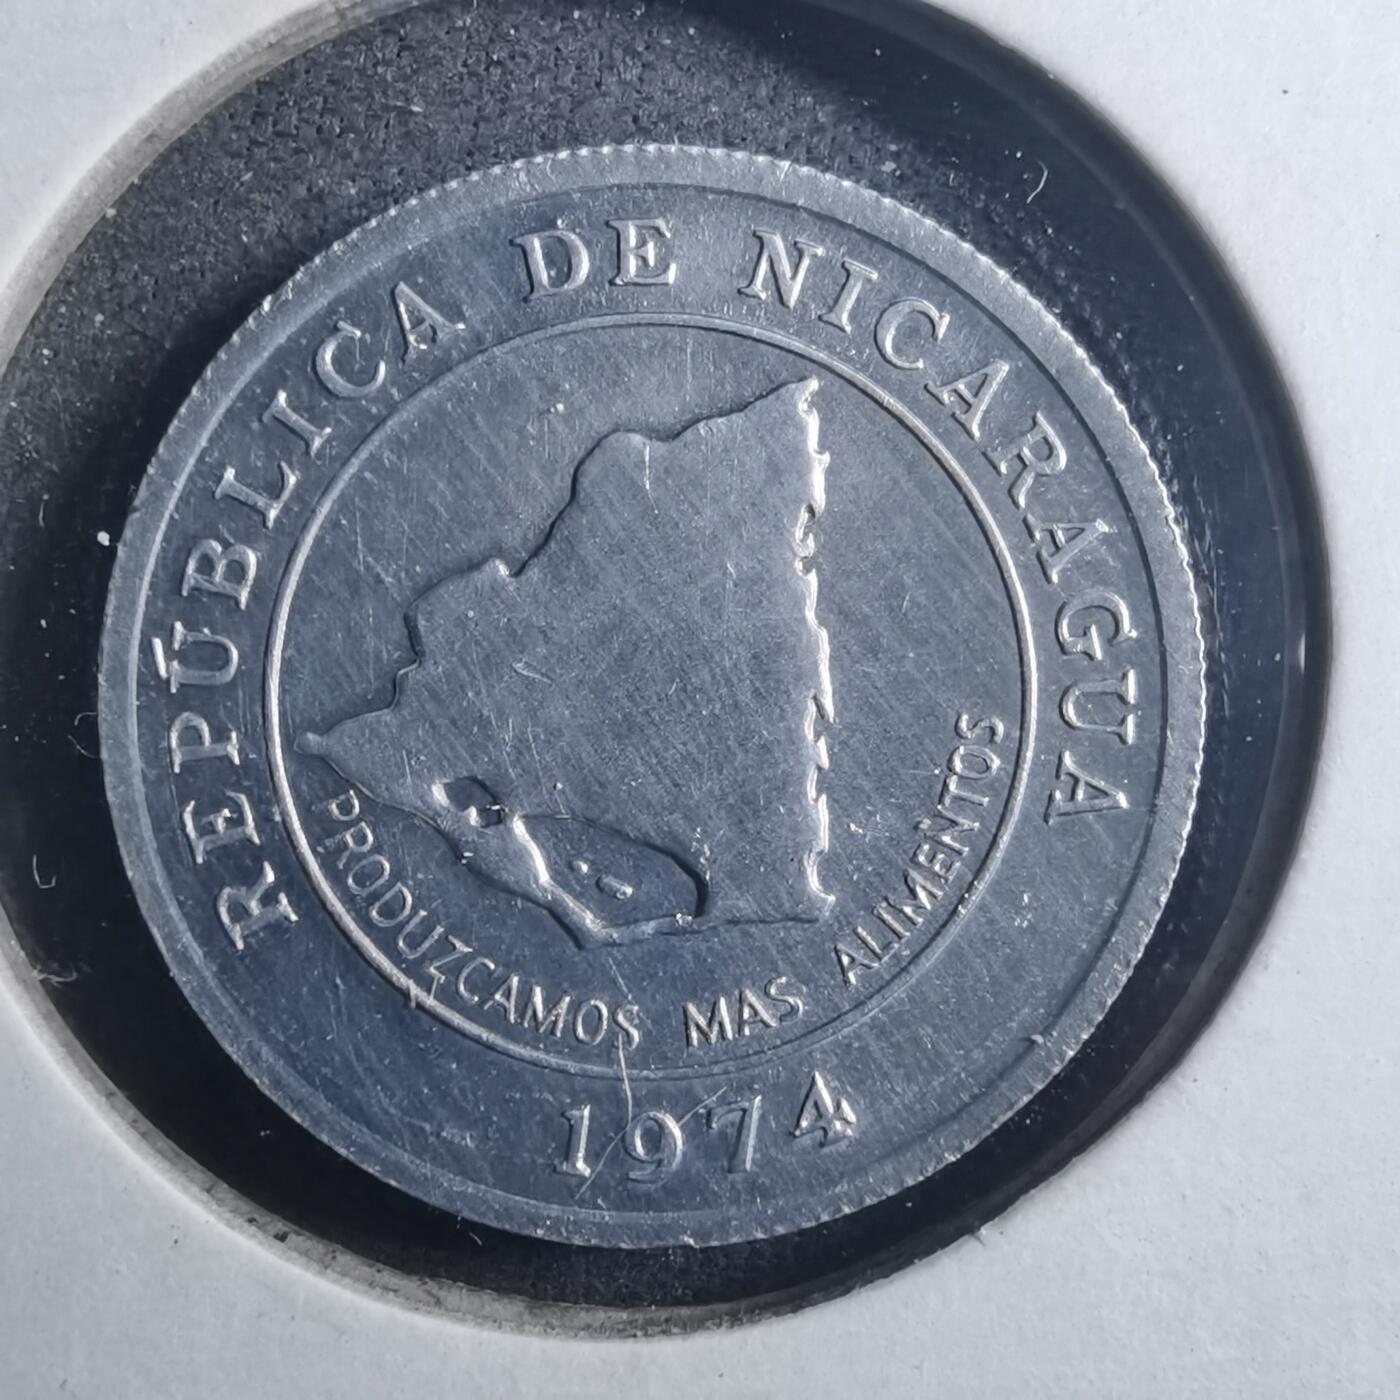 REPÚBLICA DE NICARAGUA
PRODUZCAMOS MAS ALIMENTOS
1974